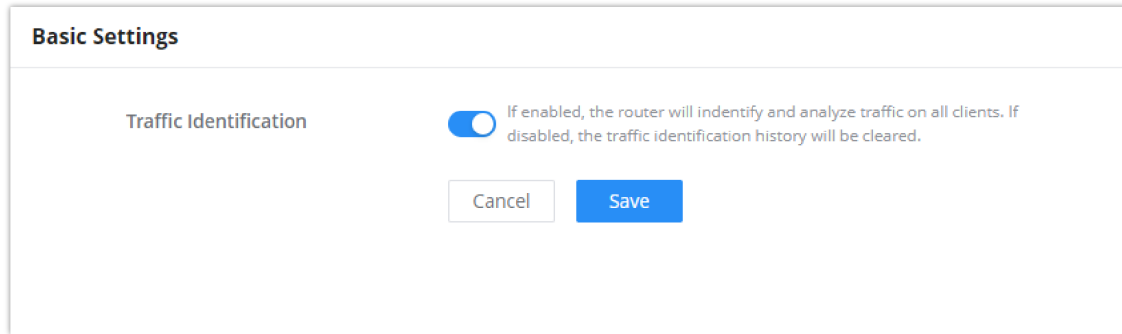 Basic Settings
Traffic Identification
If enabled, the router will indentify and analyze traffic on all clients. If
disabled, the traffic identification history will be cleared.
Cancel
Save